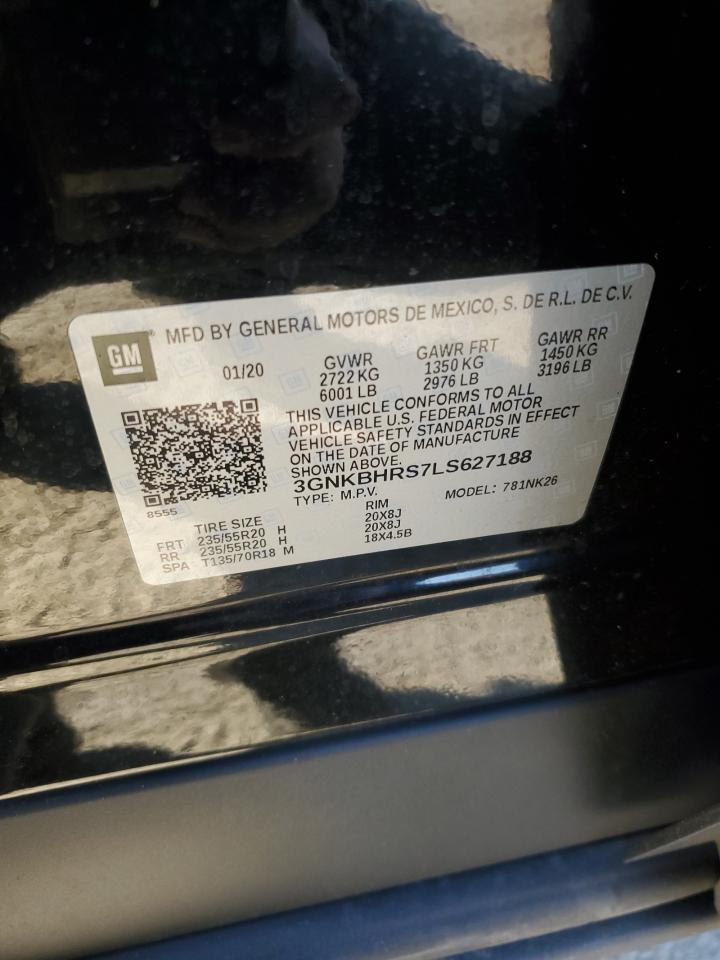 GM® MFD BY GENERAL MOTORS DE MEXICO, S. DE R.L. DE C.V.
01/20
GVWR
2722 KG
6001 LB
GAWR FRT
1350 KG
2976 LB
GAWR RR
1450 KG
3196 LB
THIS VEHICLE CONFORMS TO ALL
APPLICABLE U.S. FEDERAL MOTOR
VEHICLE SAFETY STANDARDS IN EFFECT
ON THE DATE OF MANUFACTURE
SHOWN ABOVE.
3GNKBHRS7LS627188
TYPE: M.P.V. MODEL: 781NK26
8555
TIRE SIZE RIM
FRT 235/55R20 H 20X8J
RR 235/55R20 H 20X8J
SPA T135/70R18 M 18X4.5B